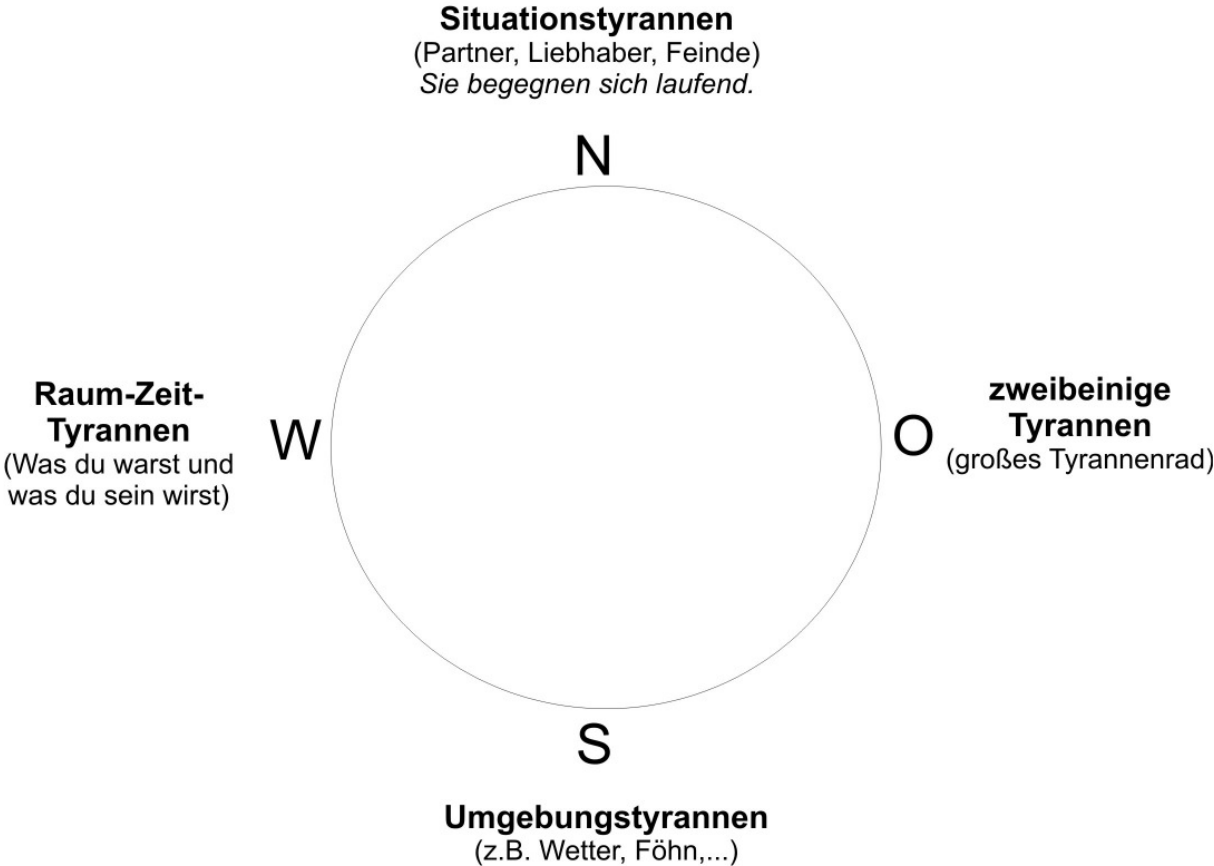 Situationstyrannen
(Partner, Liebhaber, Feinde)
Sie begegnen sich laufend.
N
Raum-Zeit-
Tyrannen
(Was du warst und
was du sein wirst)
W
O
zweibeinige
Tyrannen
(großes Tyrannenrad)
S
Umgebungstyrannen
(z.B. Wetter, Föhn,...)